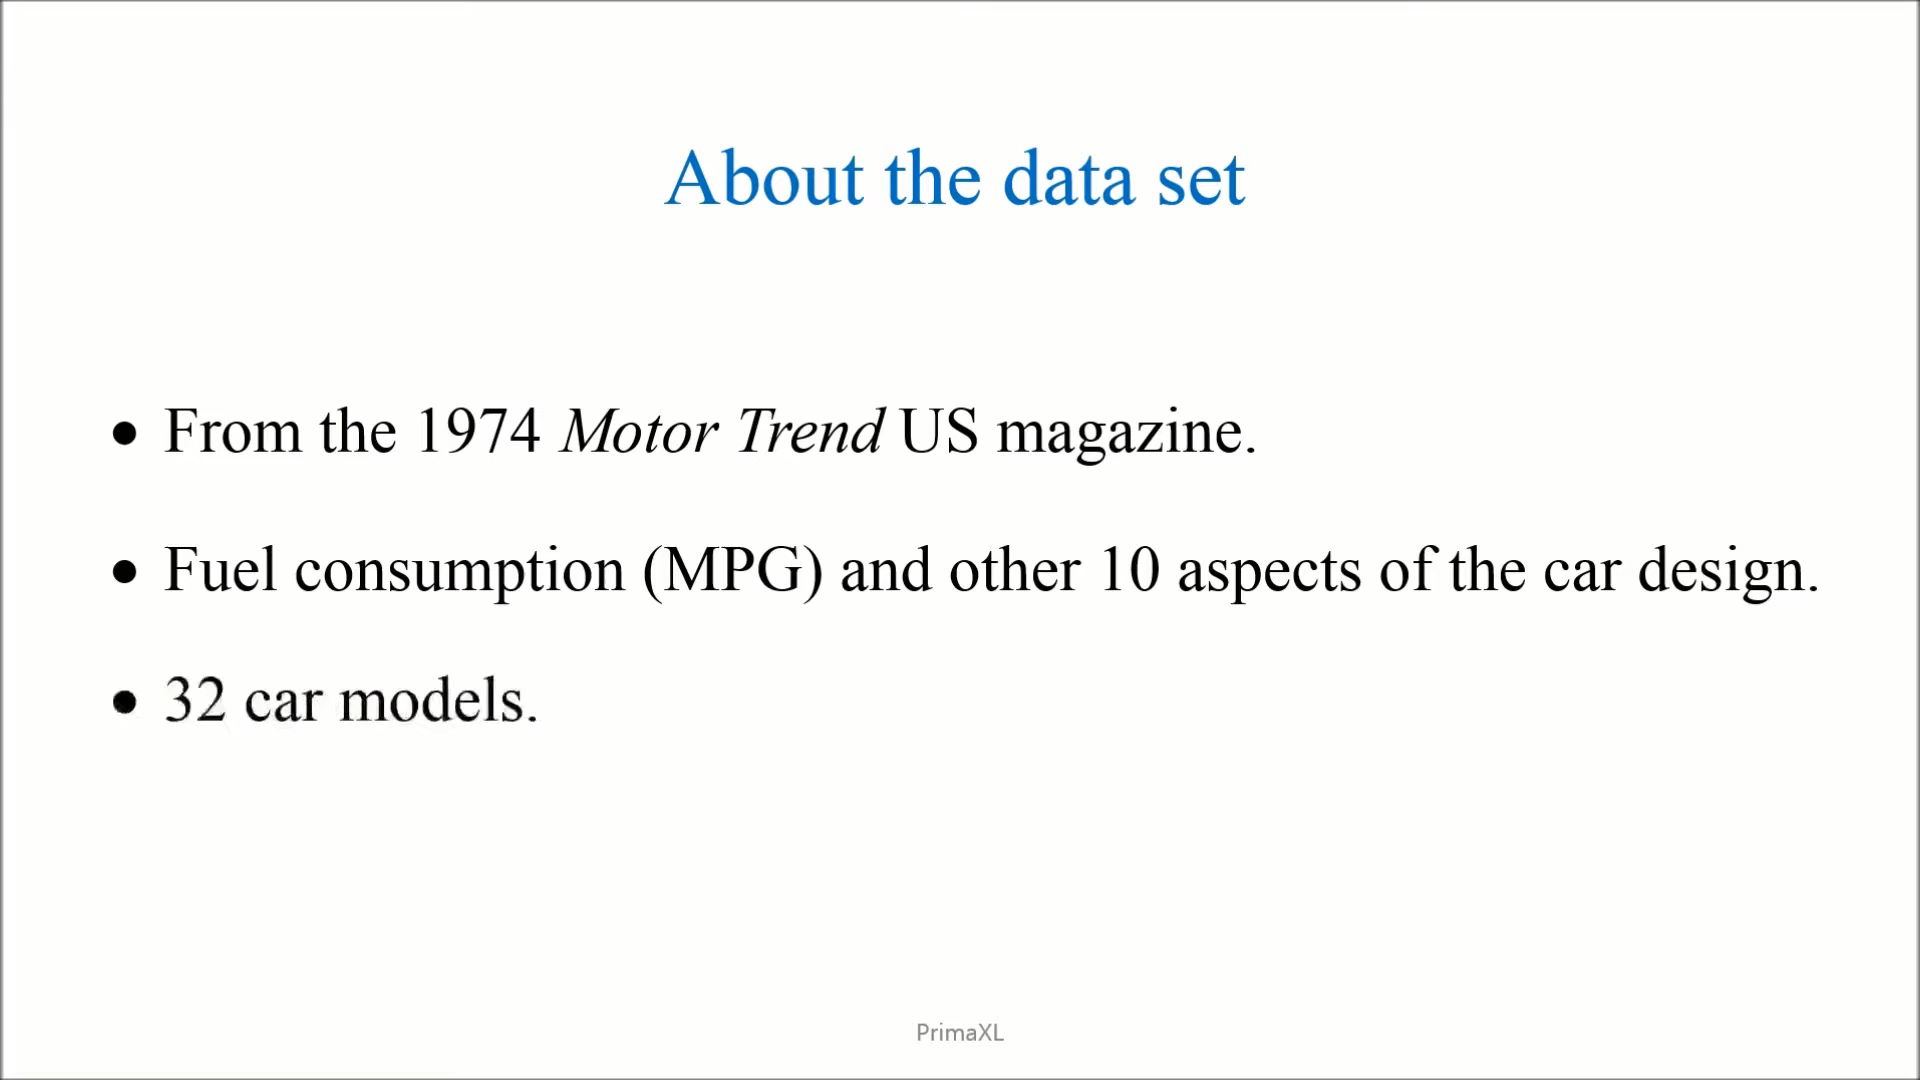 About the data set
• From the 1974 Motor Trend US magazine.
• Fuel consumption (MPG) and other 10 aspects of the car design.
• 32 car models.
PrimaXL